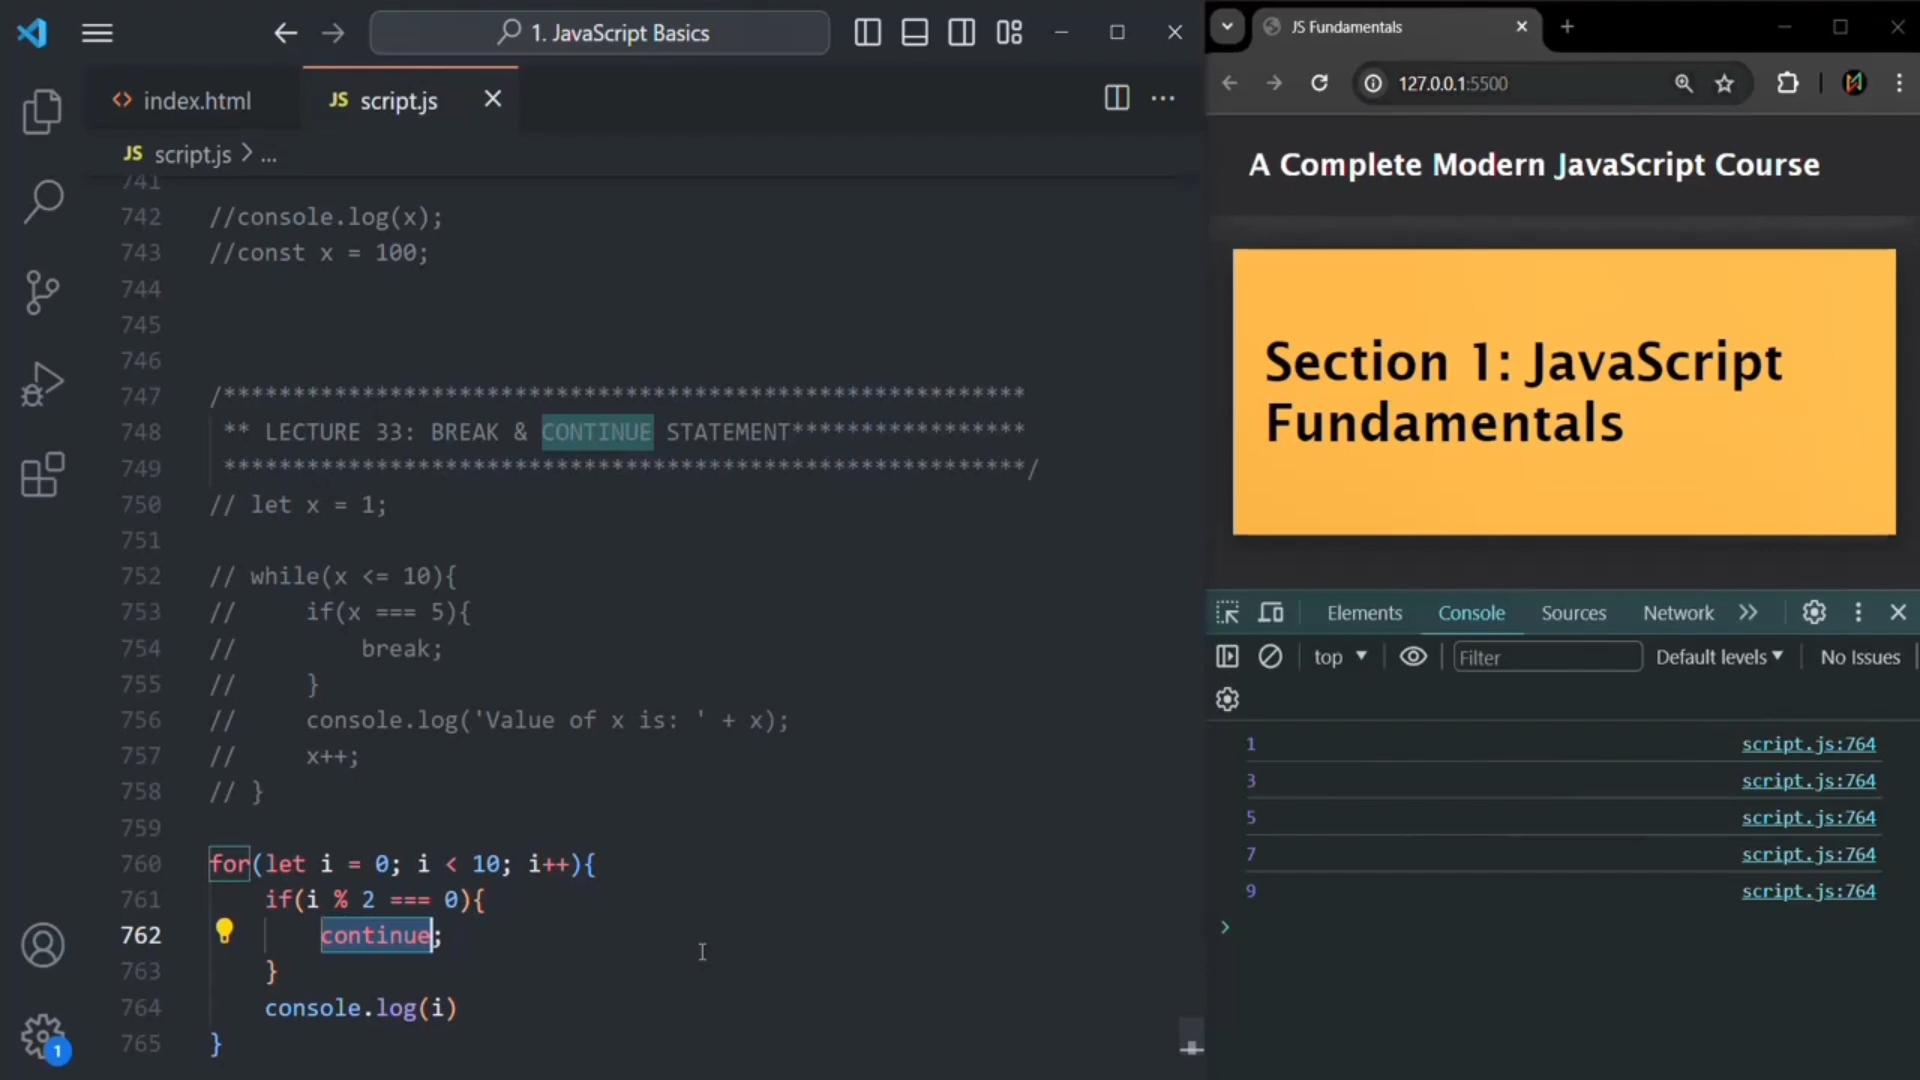 1. JavaScript Basics
index.html
JS script.js
JS script.js > ...
741
742 //console.log(x);
743 //const x = 100;
744
745
746
747 /**********************************************************
748 ** LECTURE 33: BREAK & CONTINUE STATEMENT*****************
749 **********************************************************/
750 // let x = 1;
751
752 // while(x <= 10){
753 //     if(x === 5){
754 //         break;
755 //     }
756 //     console.log('Value of x is: ' + x);
757 //     x++;
758 // }
759
760 for(let i = 0; i < 10; i++){
761     if(i % 2 === 0){
762         continue;
763     }
764     console.log(i)
765 }
1
JS Fundamentals
127.0.0.1:5500
A Complete Modern JavaScript Course
Section 1: JavaScript
Fundamentals
Elements Console Sources Network
top Filter Default levels No Issues
1 script.js:764
3 script.js:764
5 script.js:764
7 script.js:764
9 script.js:764